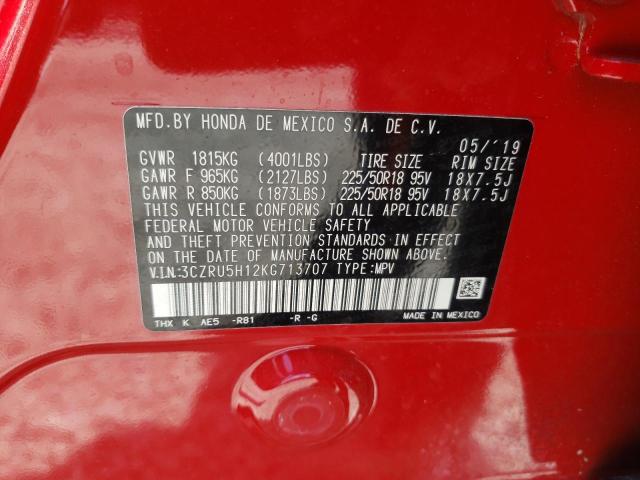 MFD.BY HONDA DE MEXICO S.A. DE C.V.
05/'19
GVWR 1815KG (4001LBS) TIRE SIZE RIM SIZE
GAWR F 965KG (2127LBS) 225/50R18 95V 18X7.5J
GAWR R 850KG (1873LBS) 225/50R18 95V 18X7.5J
THIS VEHICLE CONFORMS TO ALL APPLICABLE
FEDERAL MOTOR VEHICLE SAFETY, BUMPER
AND THEFT PREVENTION STANDARDS IN EFFECT
ON THE DATE OF MANUFACTURE SHOWN ABOVE.
V.I.N.:3CZRU5H12KG713707 TYPE:MPV
THX K AE5 -R81 -R -G MADE IN MEXICO